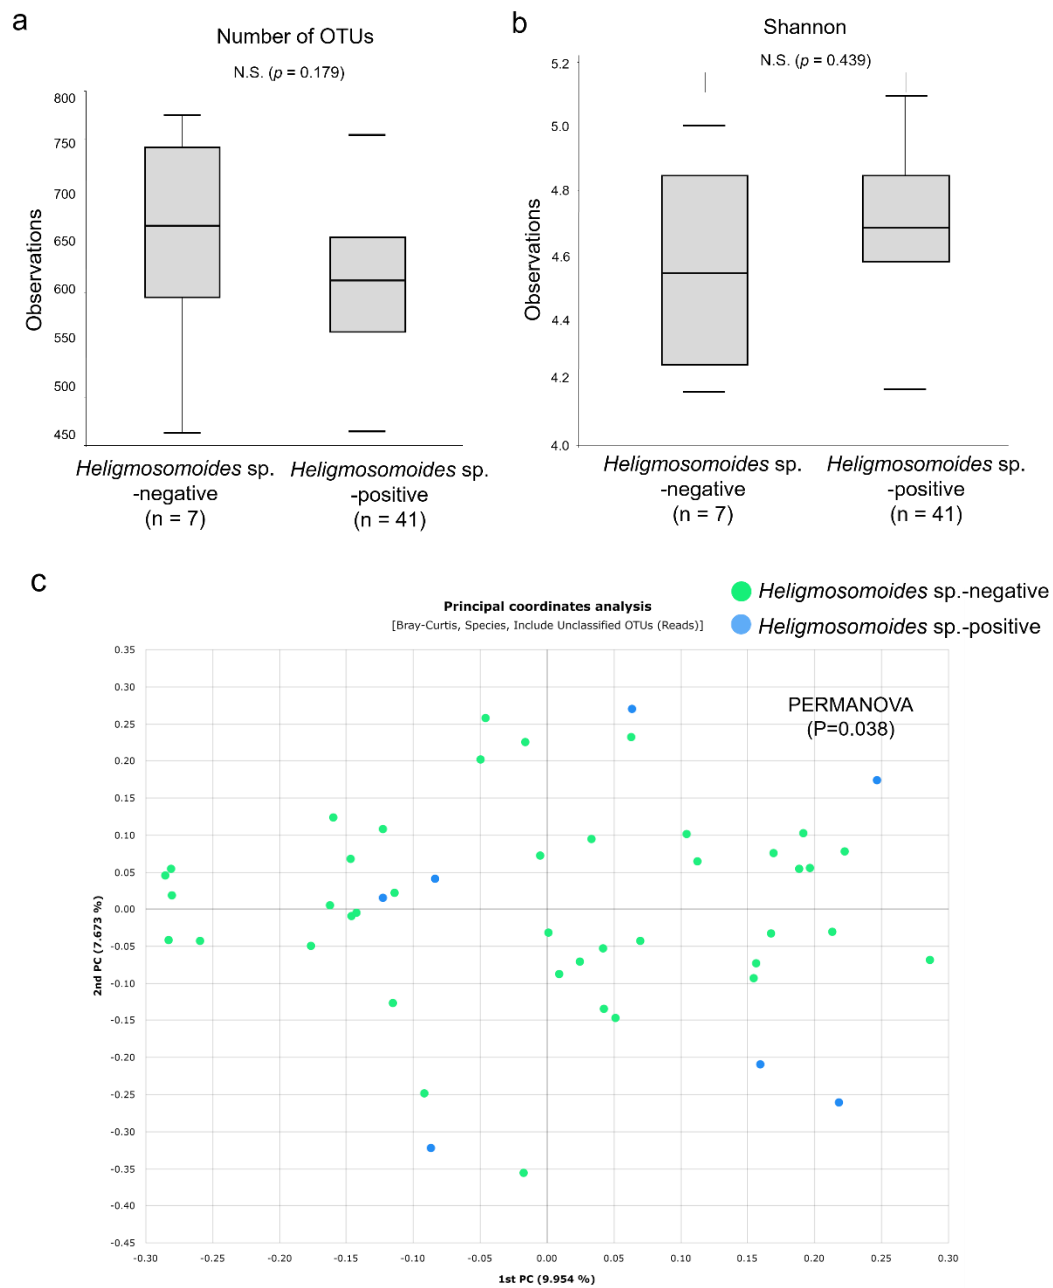 a
Number of OTUs
N.S. (p = 0.179)
800
750
700
650
600
550
500
450
Observations
Heligmosomoides sp.
-negative
(n = 7)
Heligmosomoides sp.
-positive
(n = 41)
b
Shannon
N.S. (p = 0.439)
5.2
5.0
4.8
4.6
4.4
4.2
4.0
Observations
Heligmosomoides sp.
-negative
(n = 7)
Heligmosomoides sp.
-positive
(n = 41)
c
Heligmosomoides sp.-negative
Heligmosomoides sp.-positive
Principal coordinates analysis
[Bray-Curtis, Species, Include Unclassified OTUs (Reads)]
PERMANOVA
(P=0.038)
0.35
0.30
0.25
0.20
0.15
0.10
0.05
0.00
-0.05
-0.10
-0.15
-0.20
-0.25
-0.30
-0.35
-0.40
-0.45
2nd PC (7.673 %)
-0.30 -0.25 -0.20 -0.15 -0.10 -0.05 0.00 0.05 0.10 0.15 0.20 0.25 0.30
1st PC (9.954 %)